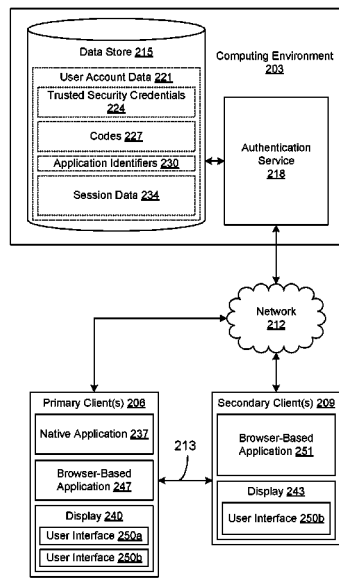 Data Store 215
Computing Environment
203
User Account Data 221
Trusted Security Credentials
224
Codes 227
Application Identifiers 230
Session Data 234
Authentication
Service
218
Network
212
Primary Client(s) 206
Native Application 237
Browser-Based
Application 247
Display 240
User Interface 250a
User Interface 250b
213
Secondary Client(s) 209
Browser-Based
Application 251
Display 243
User Interface 250b